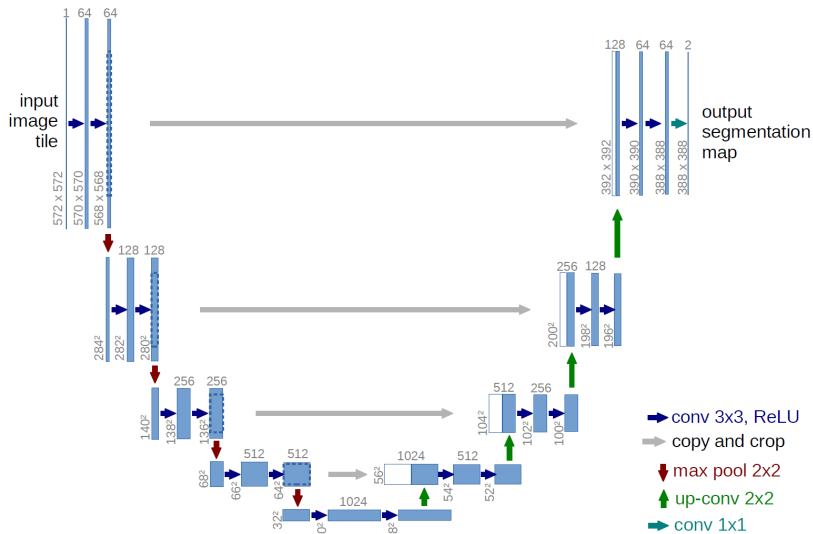 1 64 64
128 64 64 2
input
image
tile
output
segmentation
map
572 x 572
570 x 570
568 x 568
392 x 392
390 x 390
388 x 388
388 x 388
128 128
256 128
284²
282²
280²
200²
198²
196²
256 256
512 256
140²
138²
136²
104²
102²
100²
512 512
1024 512
68²
66²
64²
56²
54²
52²
1024
32²
0²
8²
conv 3x3, ReLU
copy and crop
max pool 2x2
up-conv 2x2
conv 1x1